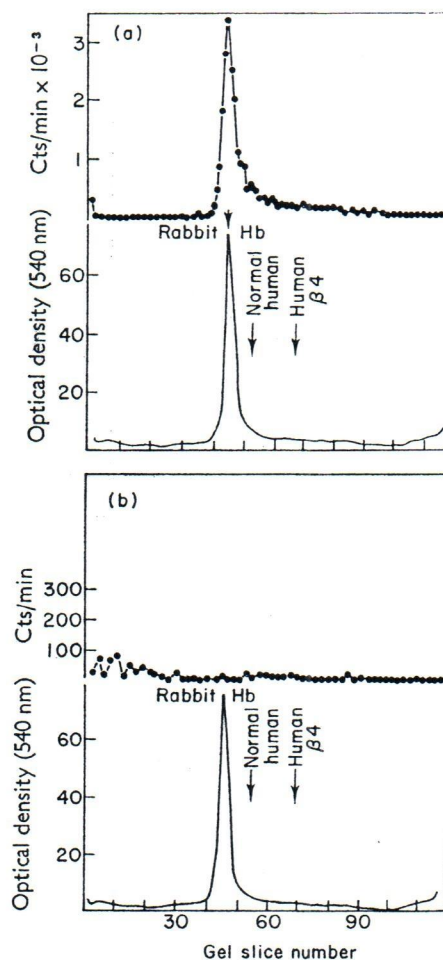 (a)
Cts/min x 10⁻³
3
2
1
Rabbit Hb
Optical density (540 nm)
60
40
20
Normal human
Human β4
(b)
Cts/min
300
200
100
Rabbit Hb
Optical density (540 nm)
60
40
20
Normal human
Human β4
30 60 90
Gel slice number